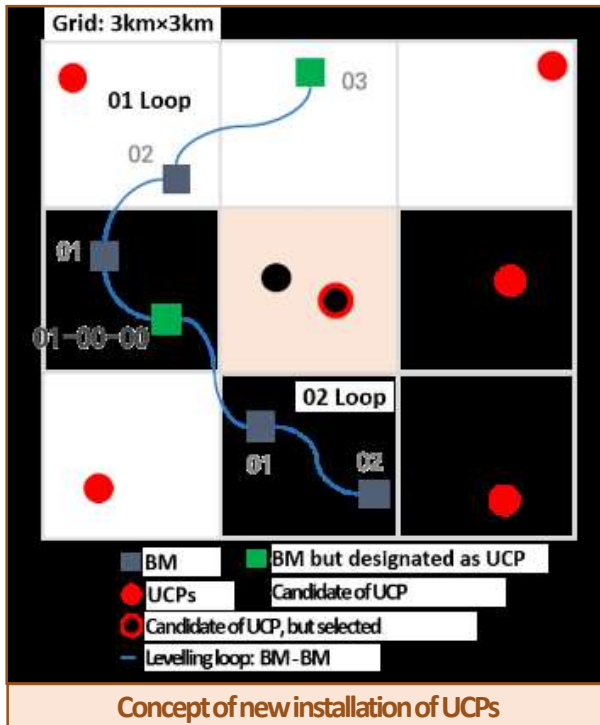 Grid: 3km×3km
03
01 Loop
02
01
01-00-00
02 Loop
01
02
BM
BM but designated as UCP
UCPs
Candidate of UCP
Candidate of UCP, but selected
Levelling loop: BM-BM
Concept of new installation of UCPs